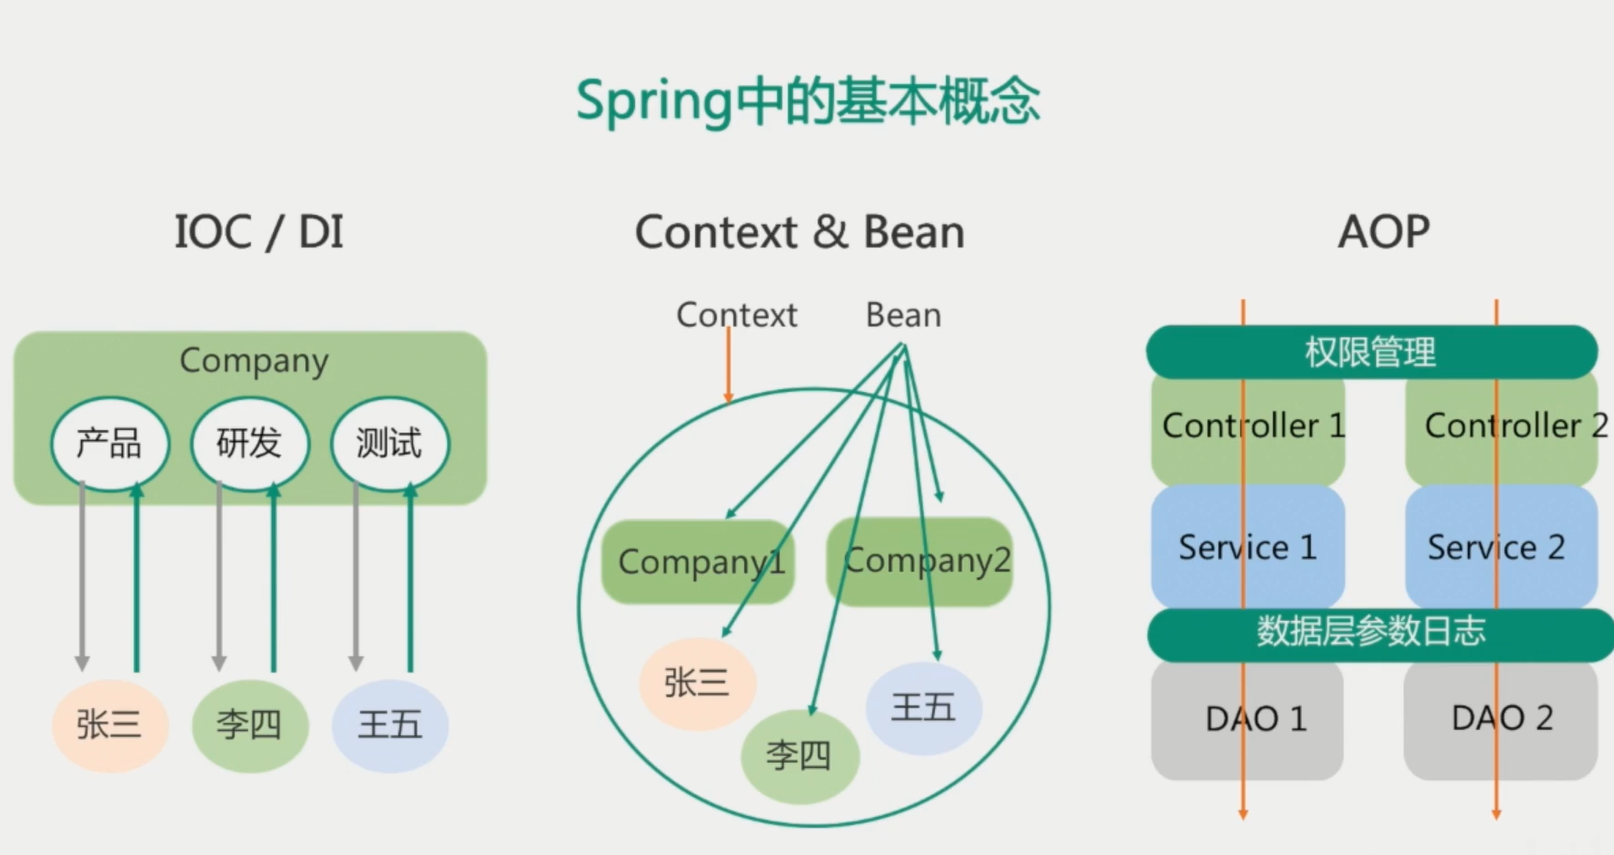 Spring中的基本概念
IOC / DI
Company
产品
研发
测试
张三
李四
王五
Context & Bean
Context
Bean
Company1
Company2
张三
李四
王五
AOP
权限管理
Controller 1
Controller 2
Service 1
Service 2
数据层参数日志
DAO 1
DAO 2